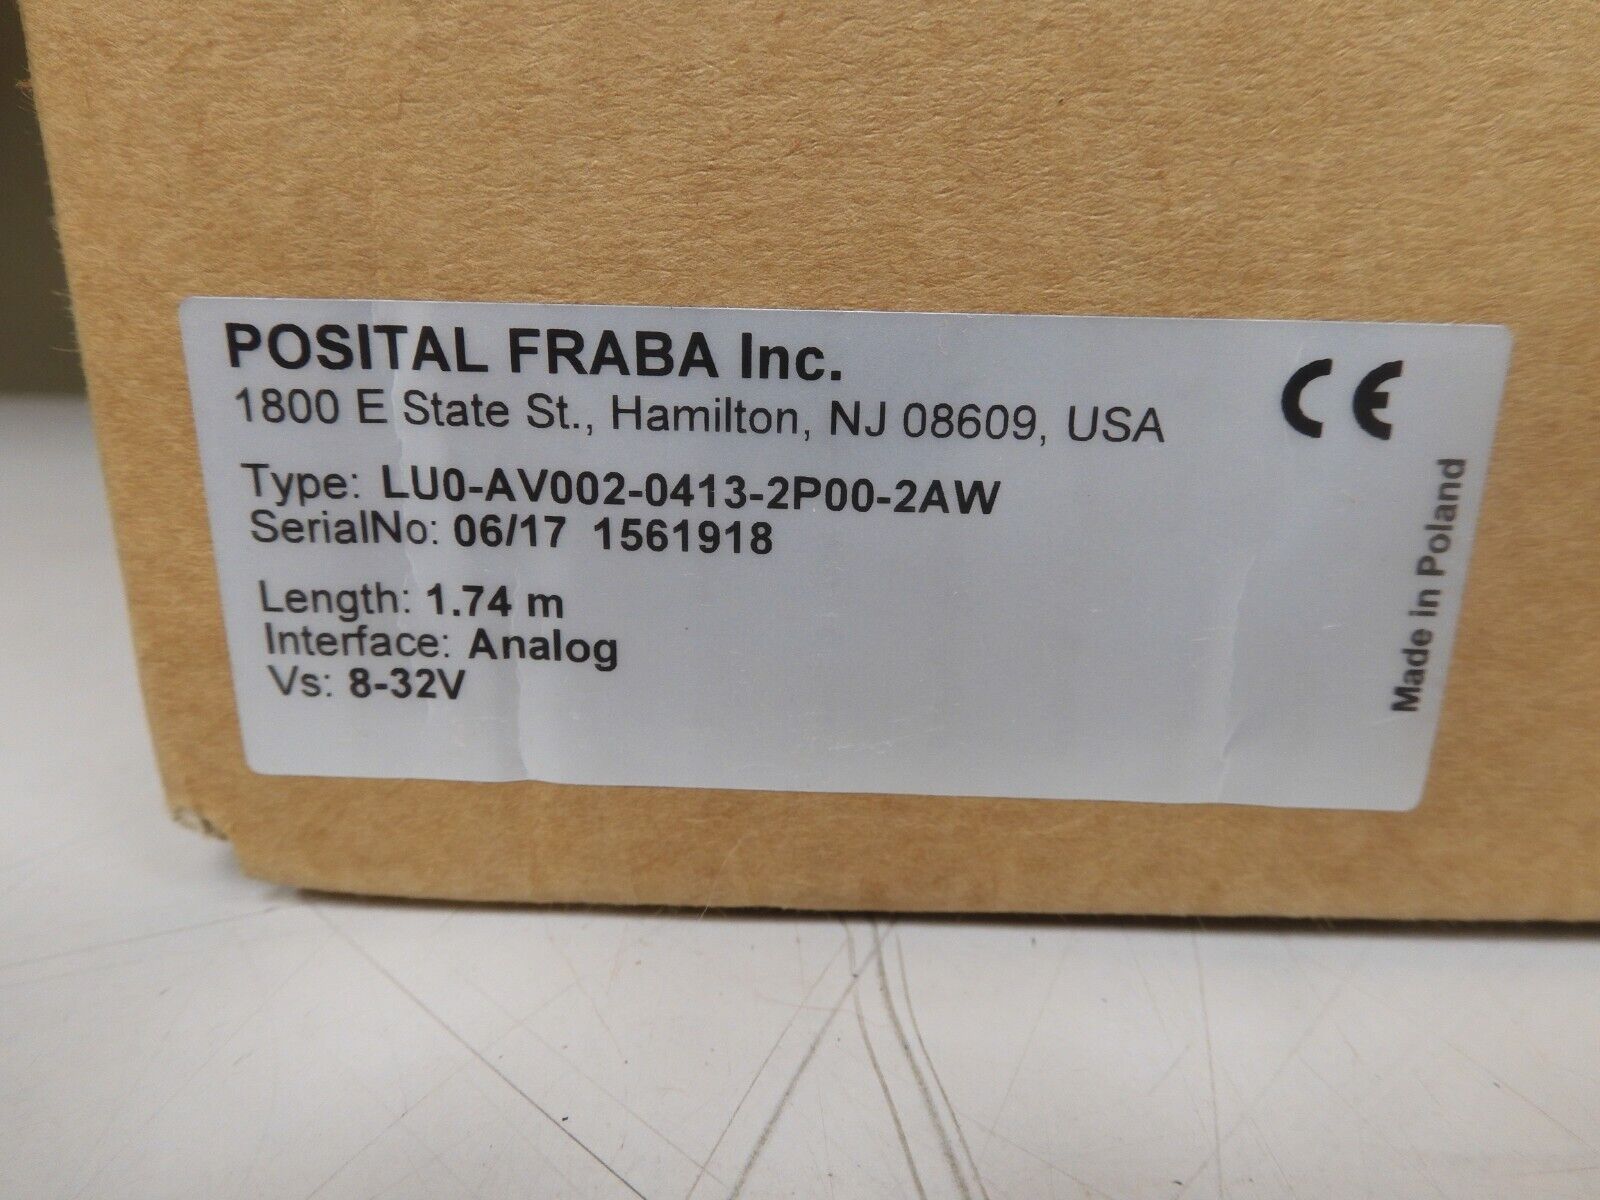 POSITAL FRABA Inc.
1800 E State St., Hamilton, NJ 08609, USA
CE
Type: LU0-AV002-0413-2P00-2AW
SerialNo: 06/17 1561918
Length: 1.74 m
Interface: Analog
Vs: 8-32V
Made in Poland